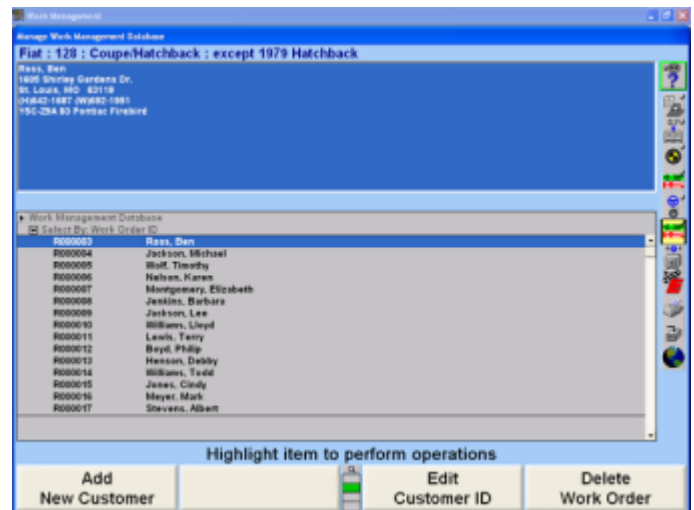 Work Management
Manage Work Management Database
Fiat : 128 : Coupe/Hatchback : except 1979 Hatchback
Ross, Ben
1605 Shirley Gardens Dr.
St. Louis, MO 63119
(H)642-1687 (W)682-1981
83 Pontiac Firebird
Work Management Database
Select By: Work Order ID
R000003 Ross, Ben
R000004 Jackson, Michael
R000005 Wolf, Timothy
R000006 Nelson, Karen
R000007 Montgomery, Elizabeth
R000008 Jenkins, Barbara
R000009 Jackson, Lee
R000010 Williams, Lloyd
R000011 Lewis, Terry
R000012 Boyd, Philip
R000013 Henson, Debby
R000014 Williams, Todd
R000015 Jones, Cindy
R000016 Meyer, Mark
R000017 Stevens, Albert
Highlight item to perform operations
Add
New Customer
Edit
Customer ID
Delete
Work Order